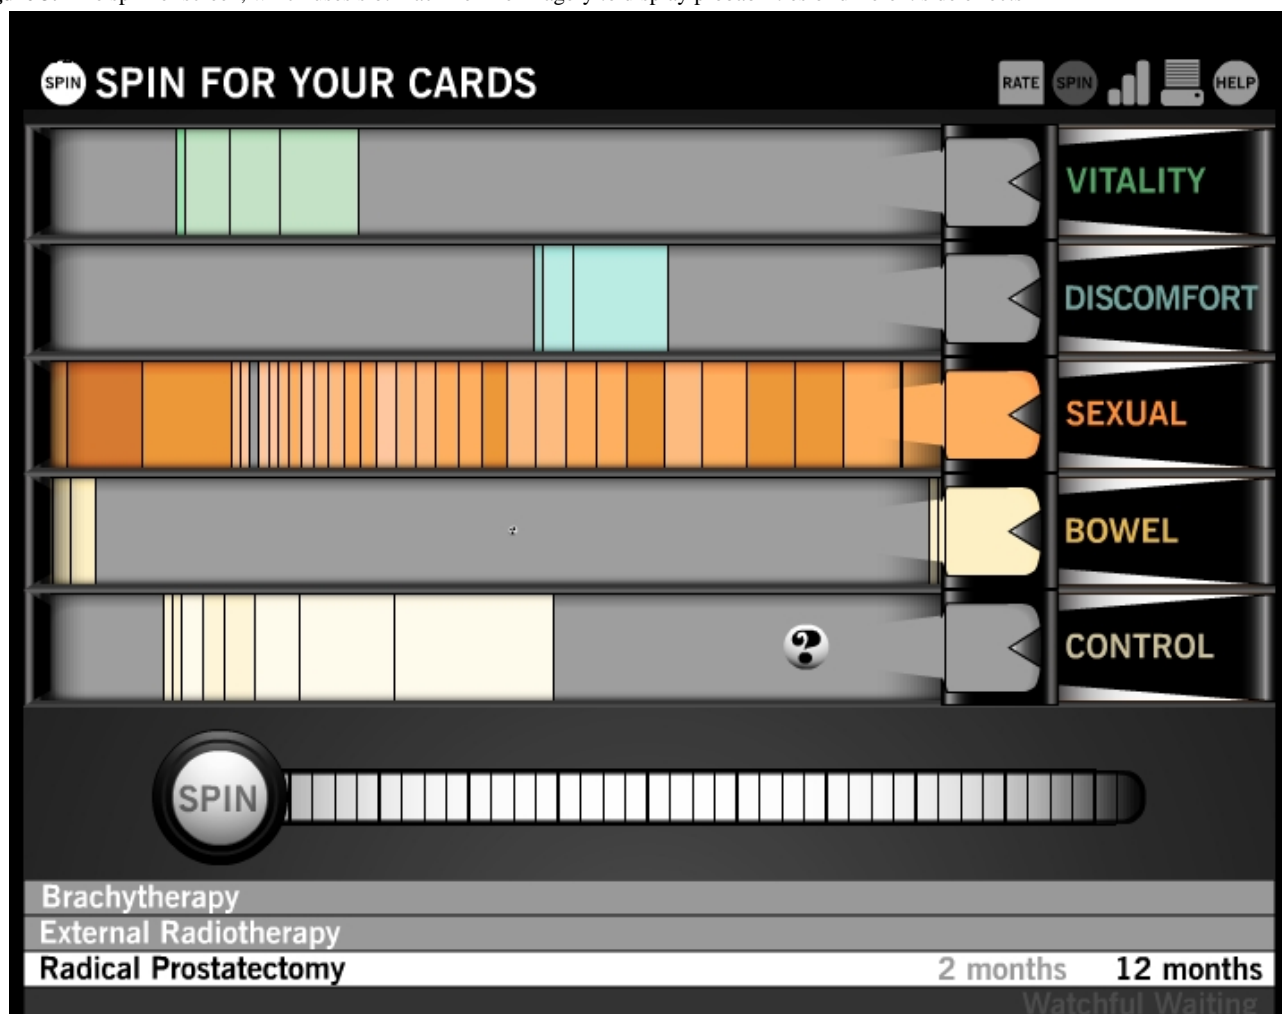 SPIN SPIN FOR YOUR CARDS
RATE SPIN HELP
VITALITY
DISCOMFORT
SEXUAL
BOWEL
?
CONTROL
SPIN
Brachytherapy
External Radiotherapy
Radical Prostatectomy 2 months 12 months
Watchful Waiting